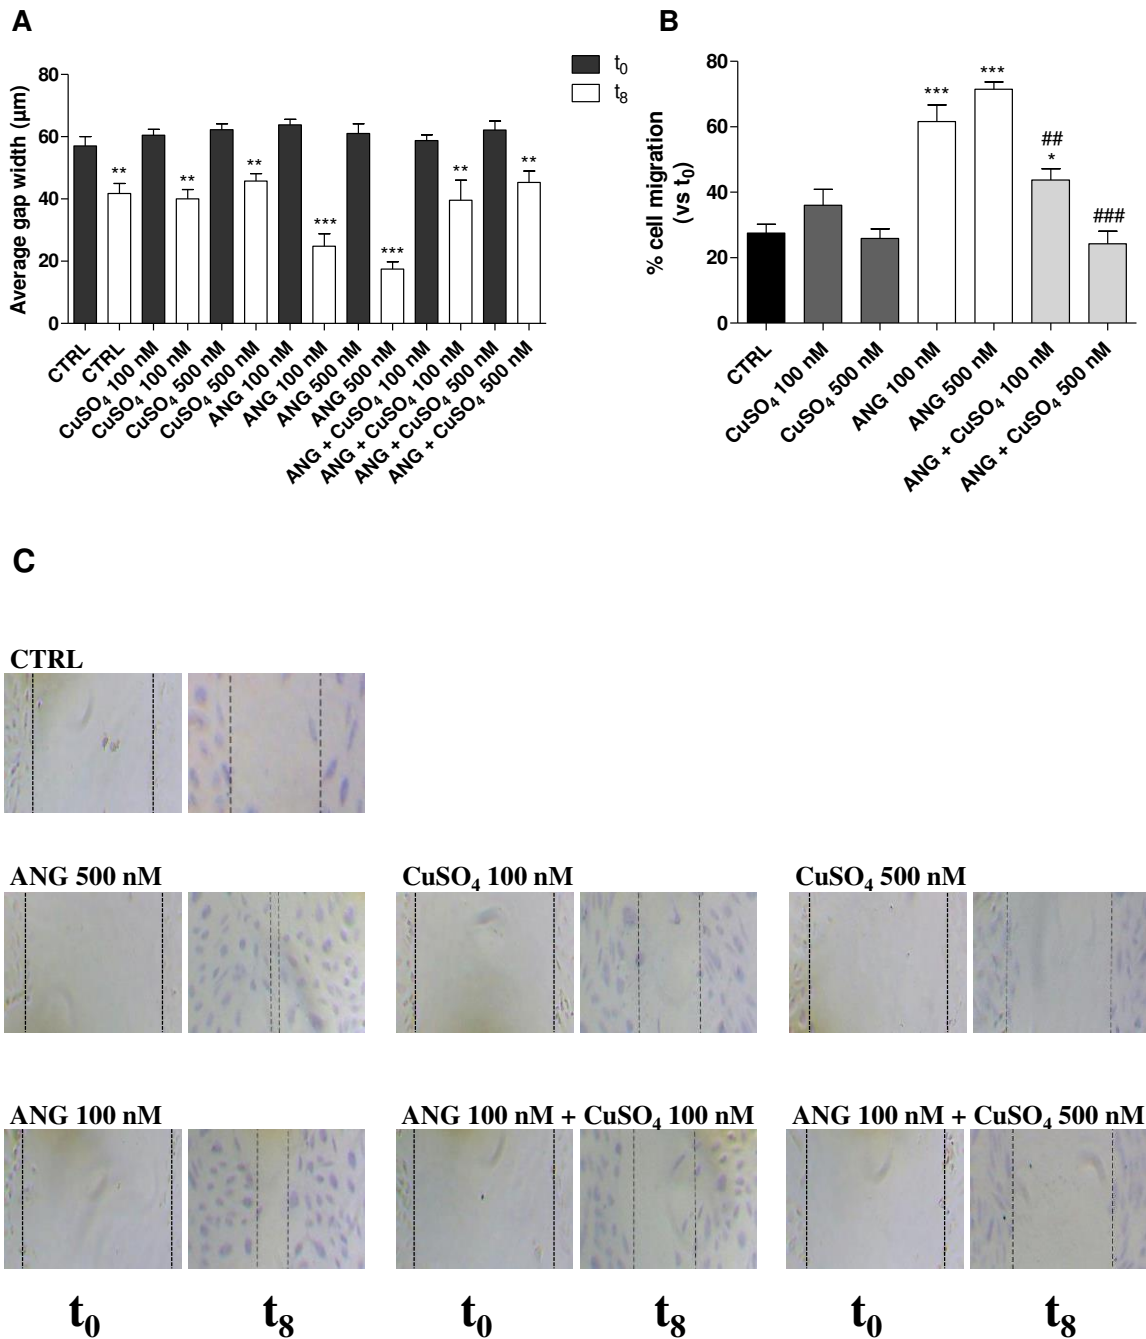 A
Average gap width (µm)
80
60
40
20
0
**
**
**
***
***
**
**
CTRL
CTRL
CuSO₄ 100 nM
CuSO₄ 100 nM
CuSO₄ 500 nM
CuSO₄ 500 nM
ANG 100 nM
ANG 100 nM
ANG 500 nM
ANG 500 nM
ANG + CuSO₄ 100 nM
ANG + CuSO₄ 100 nM
ANG + CuSO₄ 500 nM
ANG + CuSO₄ 500 nM
t₀
t₈
B
% cell migration
(vs t₀)
80
60
40
20
0
***
***
##
*
###
CTRL
CuSO₄ 100 nM
CuSO₄ 500 nM
ANG 100 nM
ANG 500 nM
ANG + CuSO₄ 100 nM
ANG + CuSO₄ 500 nM
C
CTRL
ANG 500 nM
CuSO₄ 100 nM
CuSO₄ 500 nM
ANG 100 nM
ANG 100 nM + CuSO₄ 100 nM
ANG 100 nM + CuSO₄ 500 nM
t₀
t₈
t₀
t₈
t₀
t₈